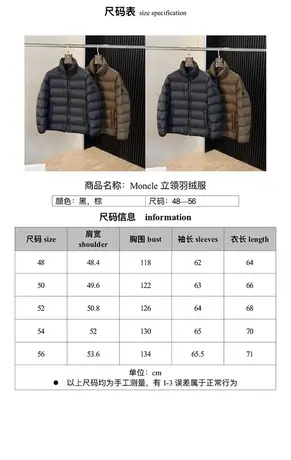 尺码表 size specification
商品名称：Moncle 立领羽绒服
颜色：黑，棕 尺码：48—56
尺码信息 information
尺码 size 肩宽 shoulder 胸围 bust 袖长 sleeves 衣长 length
48 48.4 118 62 64
50 49.6 122 63 66
52 50.8 126 64 68
54 52 130 65 70
56 53.6 134 65.5 71
单位：cm
● 以上尺码均为手工测量，有 1-3 误差属于正常行为